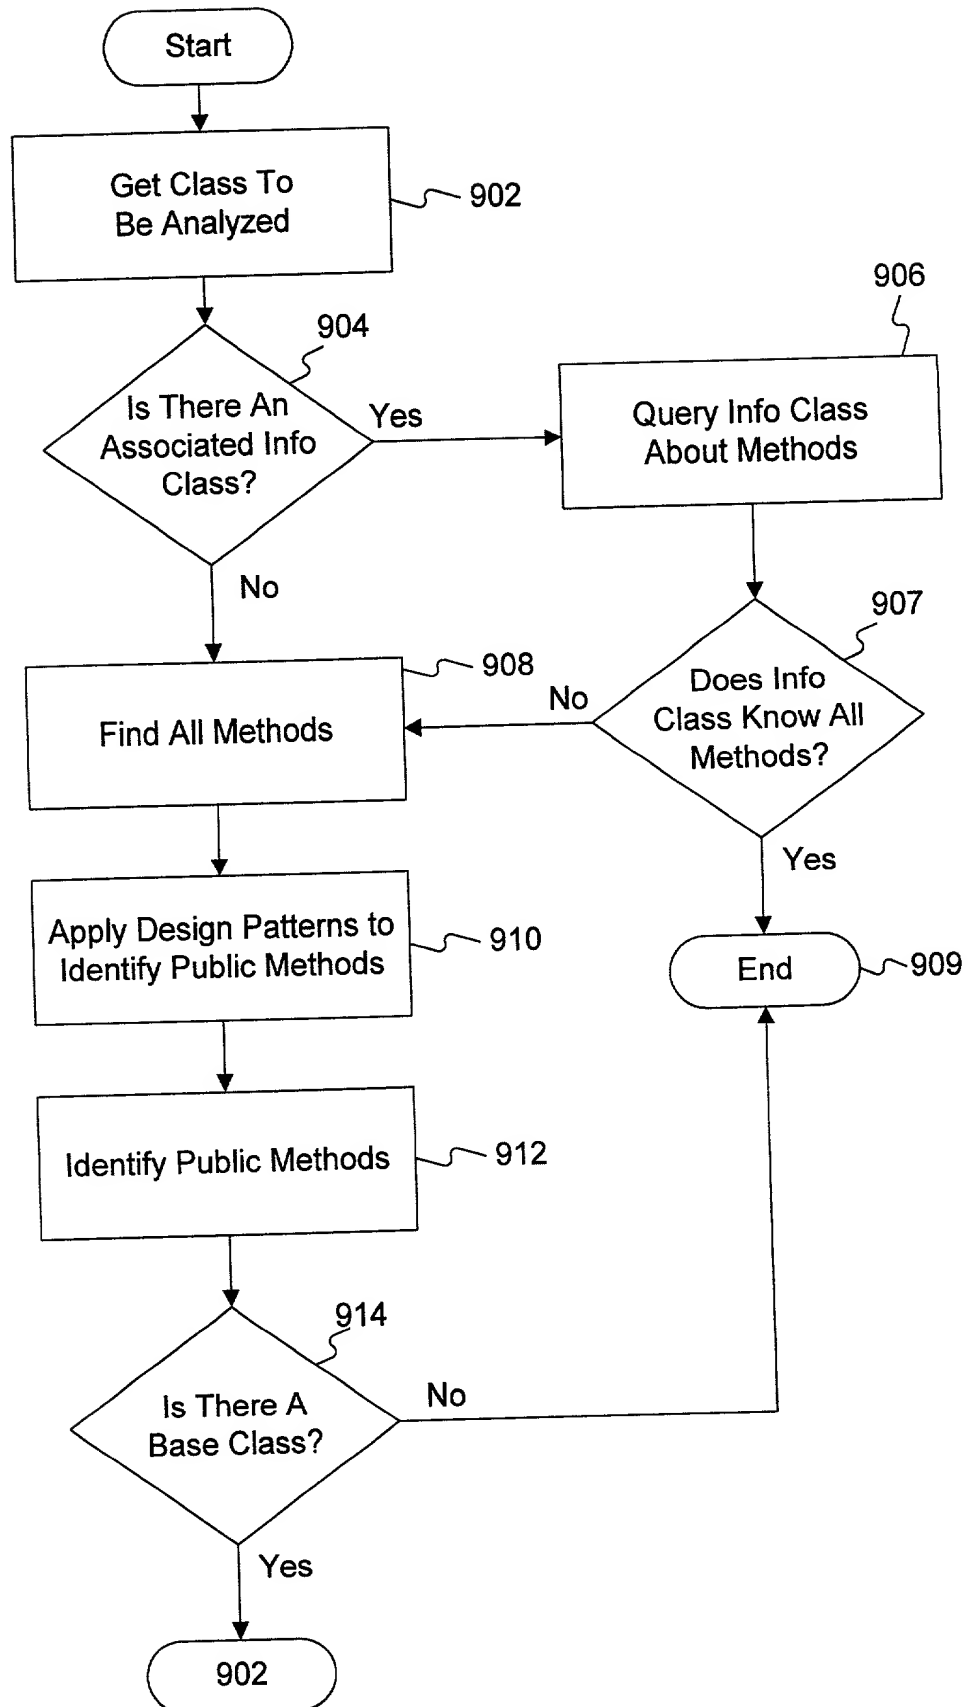 Start
Get Class To
Be Analyzed
902
904
Is There An
Associated Info
Class?
Yes
No
906
Query Info Class
About Methods
907
Does Info
Class Know All
Methods?
No
Yes
908
Find All Methods
End
909
Apply Design Patterns to
Identify Public Methods
910
Identify Public Methods
912
914
Is There A
Base Class?
No
Yes
902